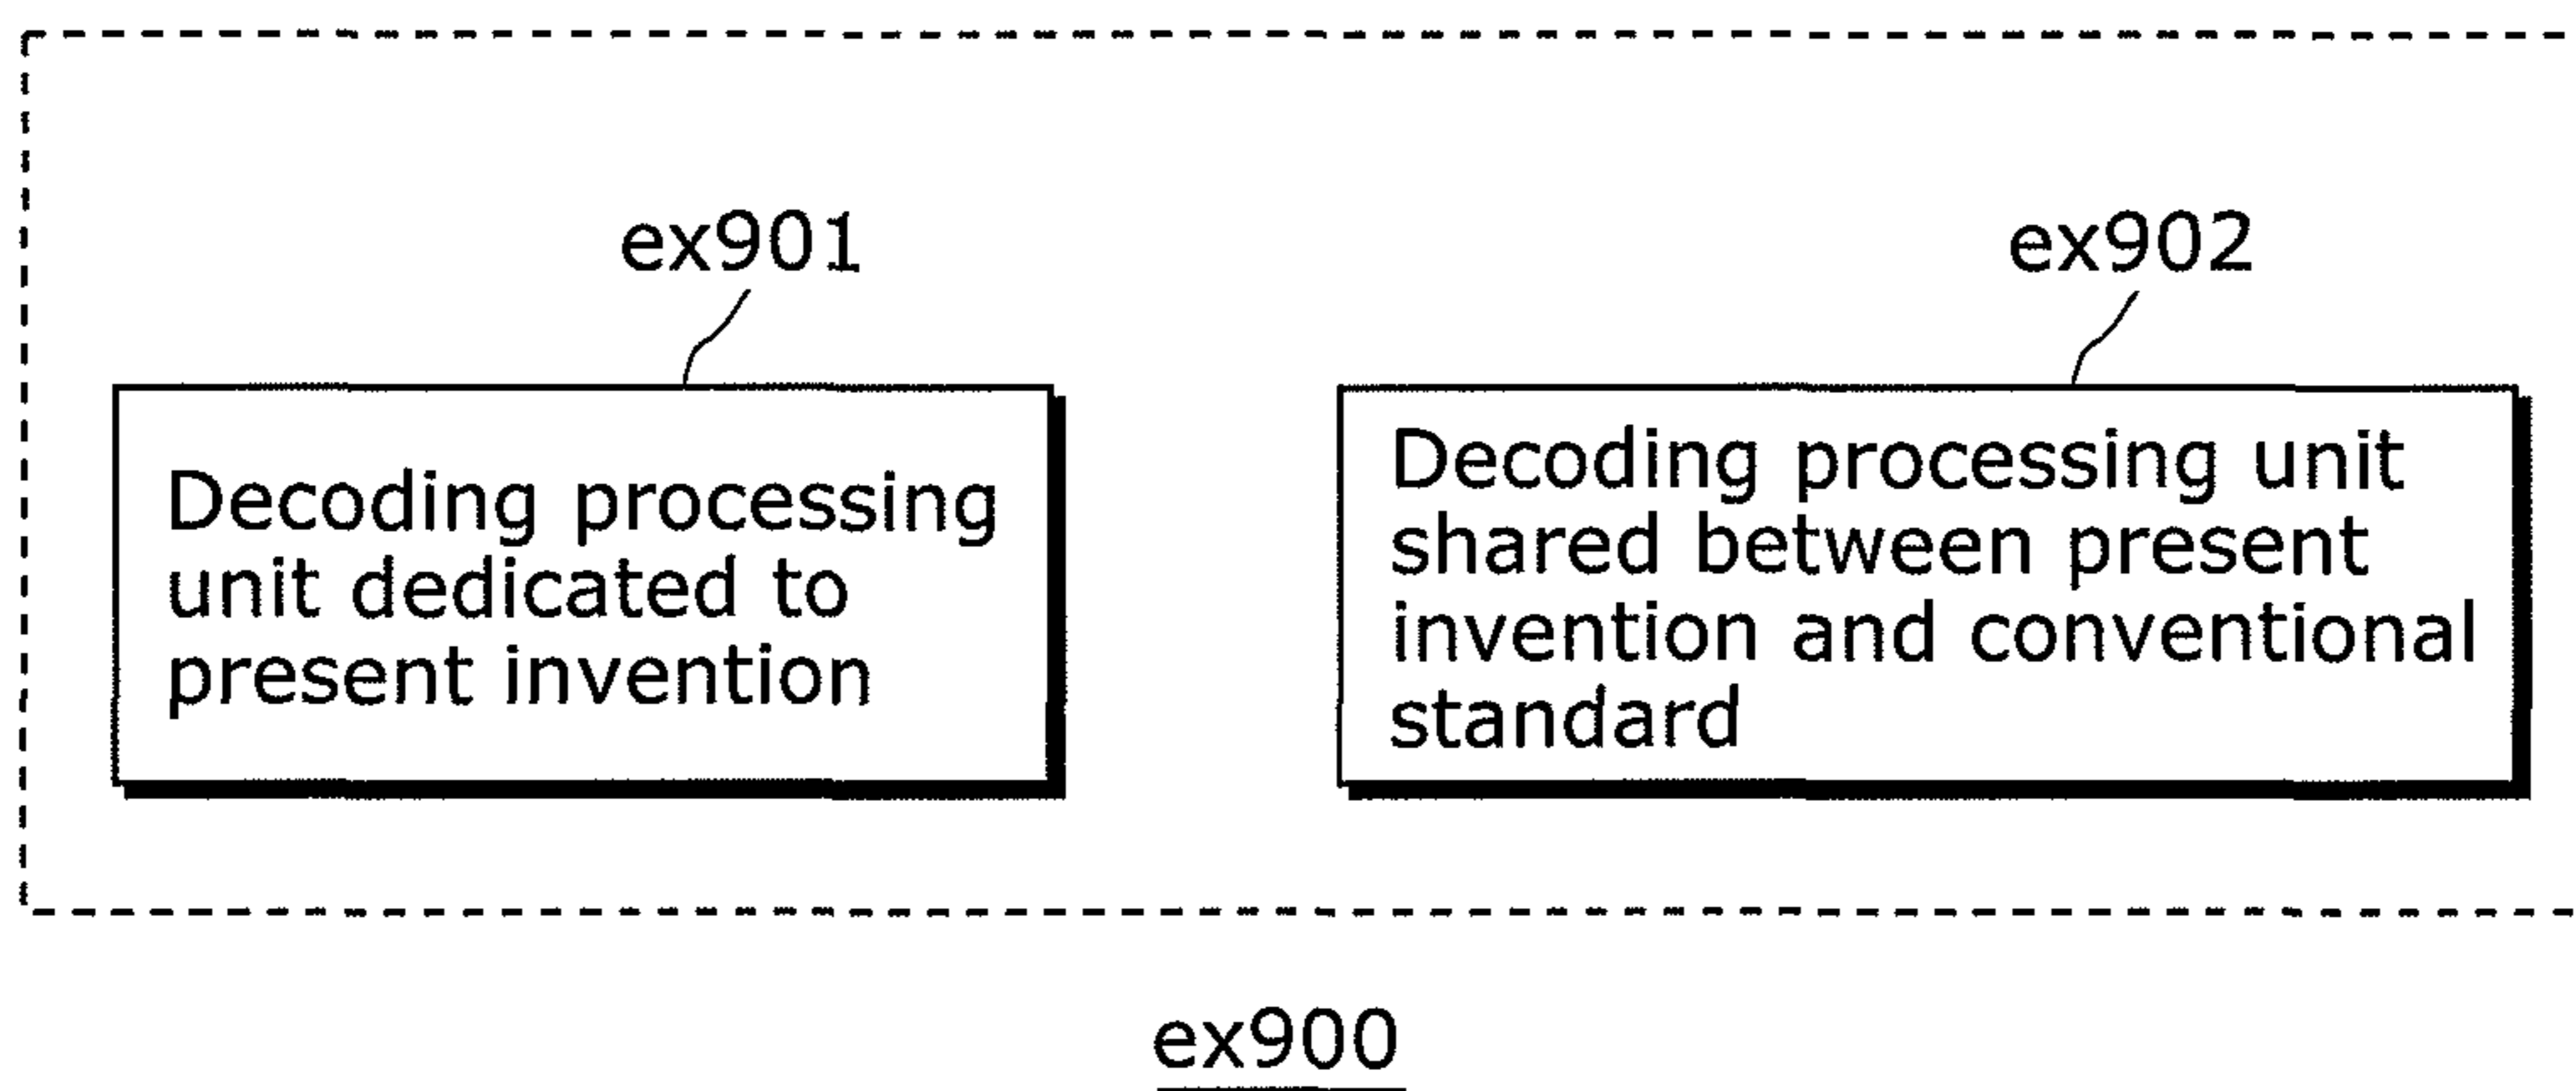 ex901
Decoding processing
unit dedicated to
present invention
ex902
Decoding processing unit
shared between present
invention and conventional
standard
ex900